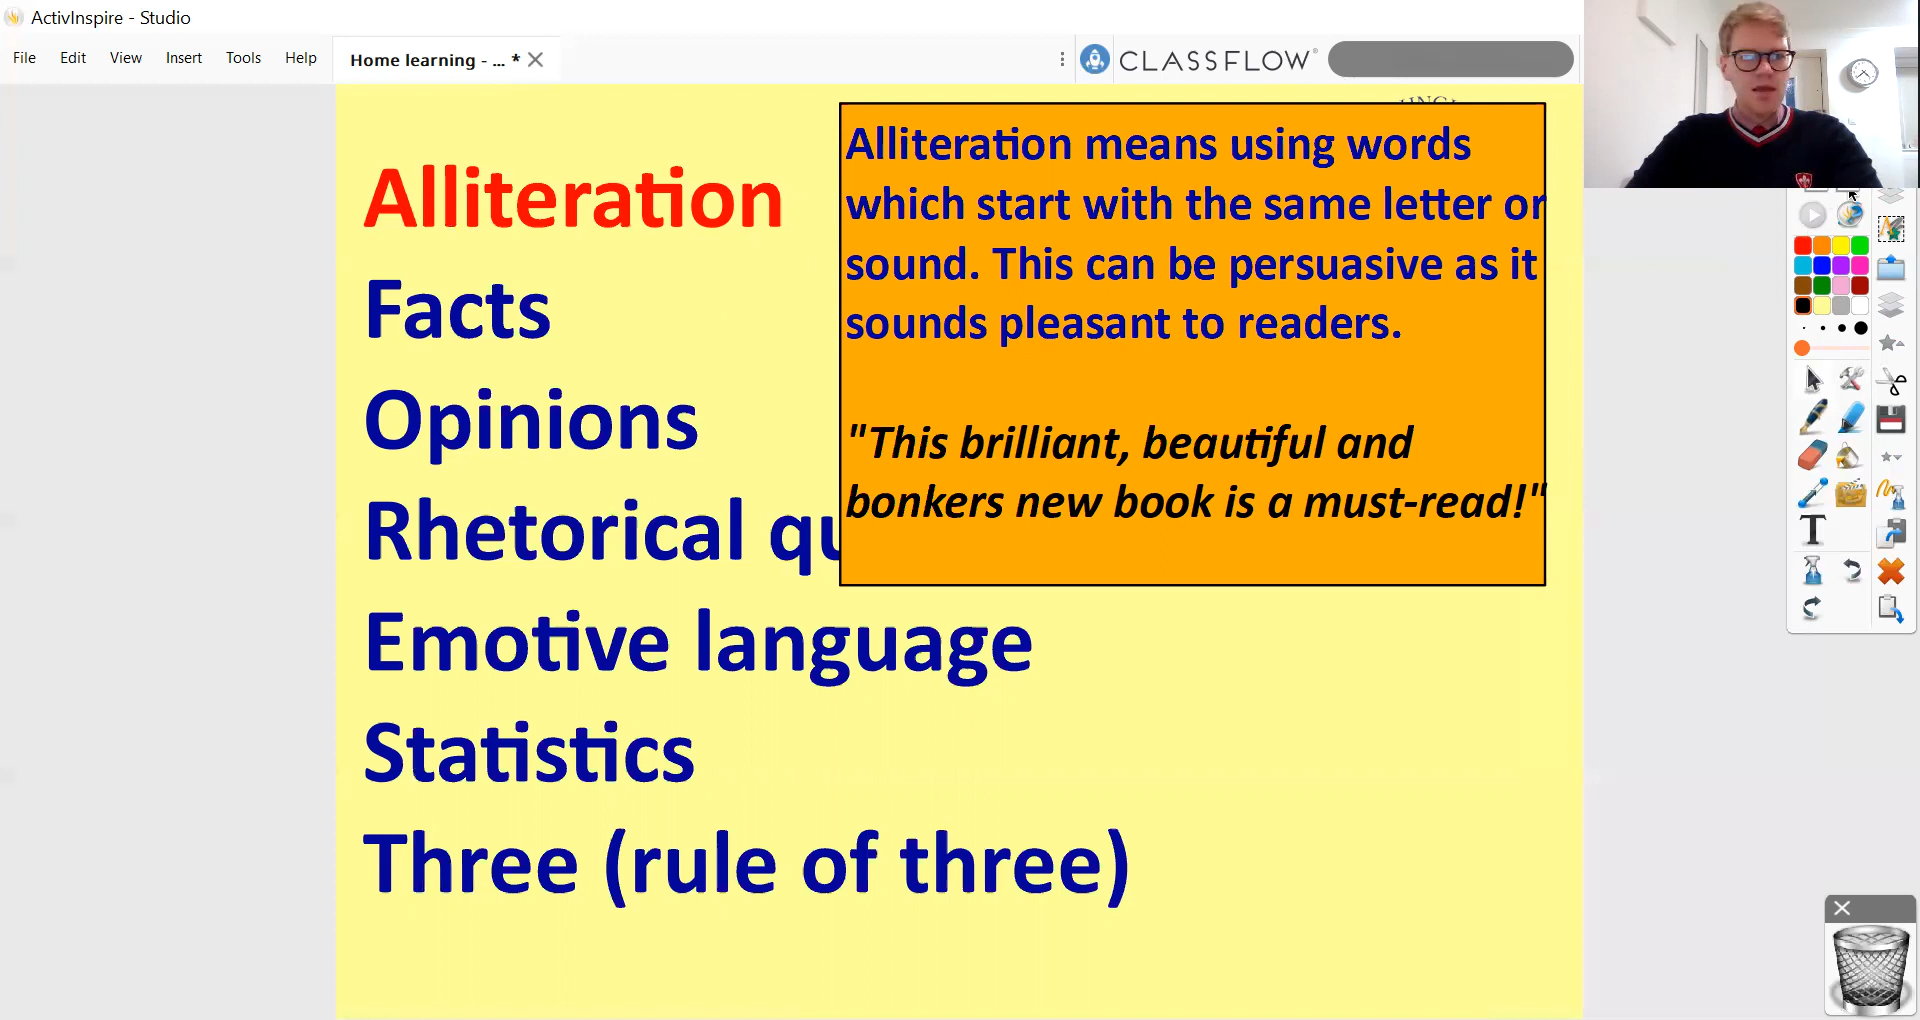 ActivInspire - Studio
File Edit View Insert Tools Help
Home learning - ... *
CLASSFLOW
Alliteration
Facts
Opinions
Rhetorical qu
Emotive language
Statistics
Three (rule of three)
Alliteration means using words
which start with the same letter or
sound. This can be persuasive as it
sounds pleasant to readers.
"This brilliant, beautiful and
bonkers new book is a must-read!"
T